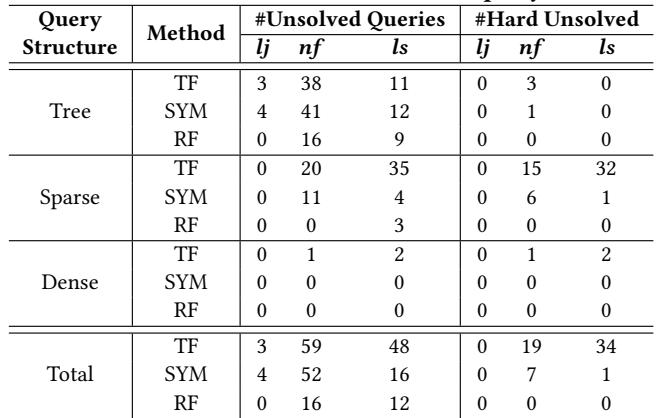 Query Structure Method #Unsolved Queries #Hard Unsolved
lj nf ls lj nf ls
Tree TF 3 38 11 0 3 0
SYM 4 41 12 0 1 0
RF 0 16 9 0 0 0
Sparse TF 0 20 35 0 15 32
SYM 0 11 4 0 6 1
RF 0 0 3 0 0 0
Dense TF 0 1 2 0 1 2
SYM 0 0 0 0 0 0
RF 0 0 0 0 0 0
Total TF 3 59 48 0 19 34
SYM 4 52 16 0 7 1
RF 0 16 12 0 0 0